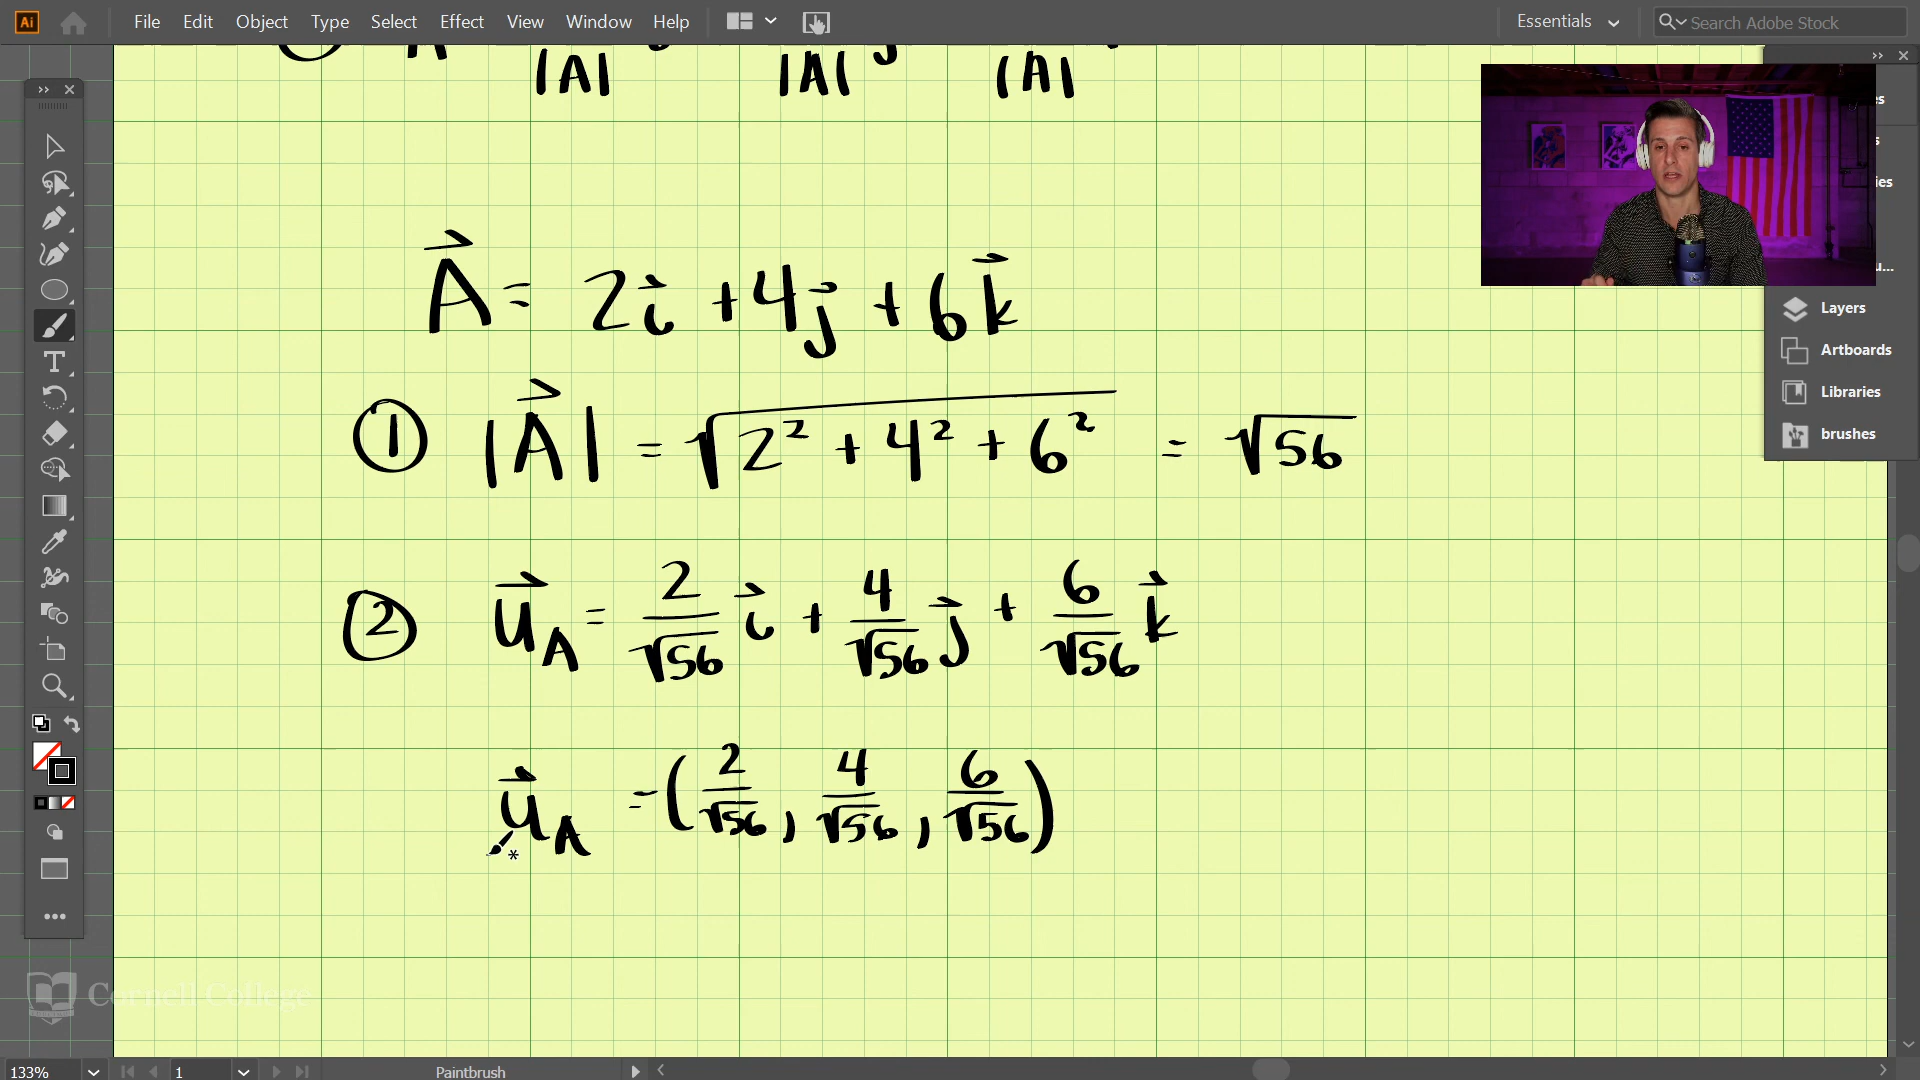 Ai File Edit Object Type Select Effect View Window Help Essentials Search Adobe Stock
|A| |A| |A|
A⃗ = 2i⃗ + 4j⃗ + 6k⃗
① |A⃗| = √(2² + 4² + 6²) = √56
② u⃗_A = 2/√56 i⃗ + 4/√56 j⃗ + 6/√56 k⃗
u⃗_A = (2/√56, 4/√56, 6/√56)
Layers
Artboards
Libraries
brushes
Cornell College
133% 1 Paintbrush